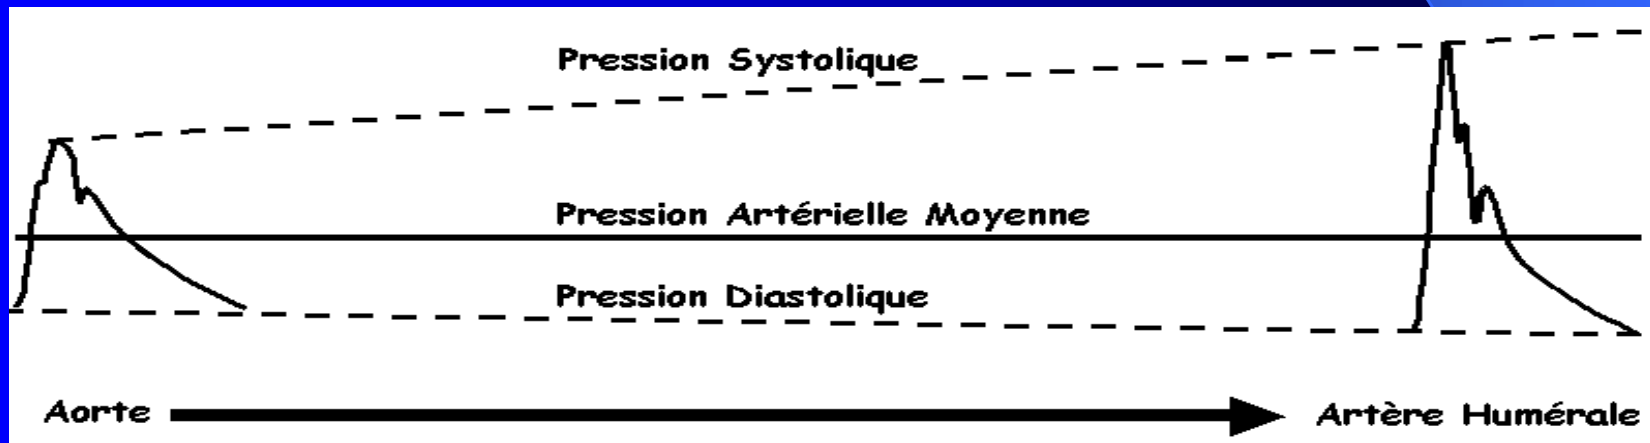 Pression Systolique
Pression Artérielle Moyenne
Pression Diastolique
Aorte
Artère Humérale